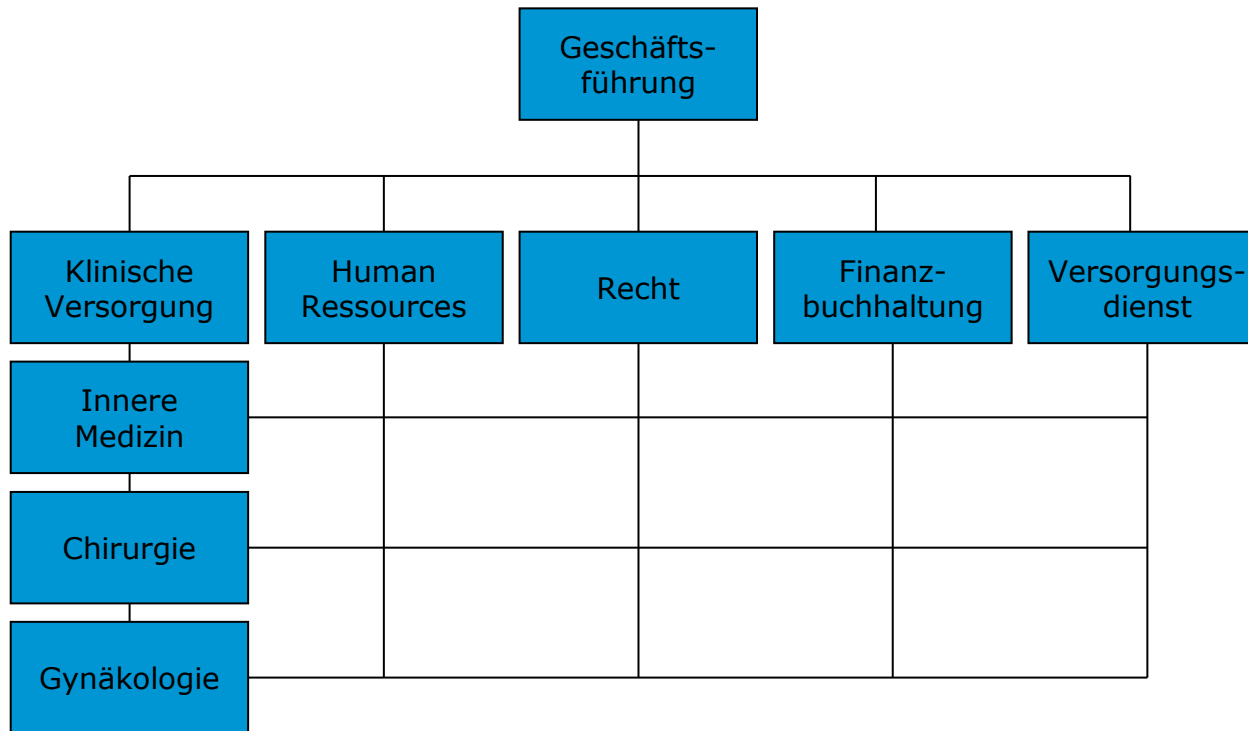 Geschäfts-
führung
Klinische
Versorgung
Human
Ressources
Recht
Finanz-
buchhaltung
Versorgungs-
dienst
Innere
Medizin
Chirurgie
Gynäkologie